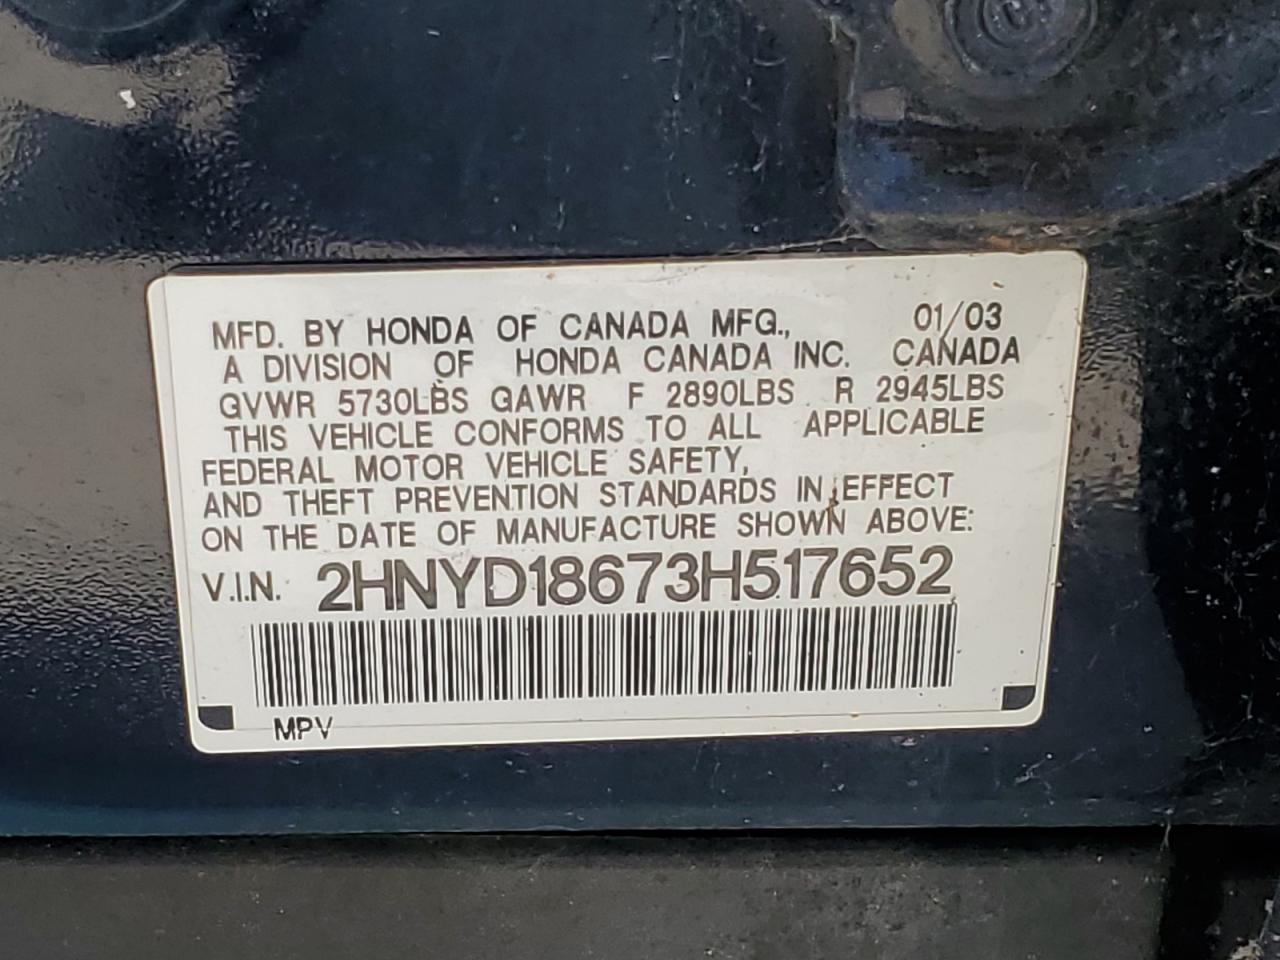 MFD. BY HONDA OF CANADA MFG., 01/03
A DIVISION OF HONDA CANADA INC. CANADA
GVWR 5730LBS GAWR F 2890LBS R 2945LBS
THIS VEHICLE CONFORMS TO ALL APPLICABLE
FEDERAL MOTOR VEHICLE SAFETY,
AND THEFT PREVENTION STANDARDS IN EFFECT
ON THE DATE OF MANUFACTURE SHOWN ABOVE:
V.I.N. 2HNYD18673H517652
MPV